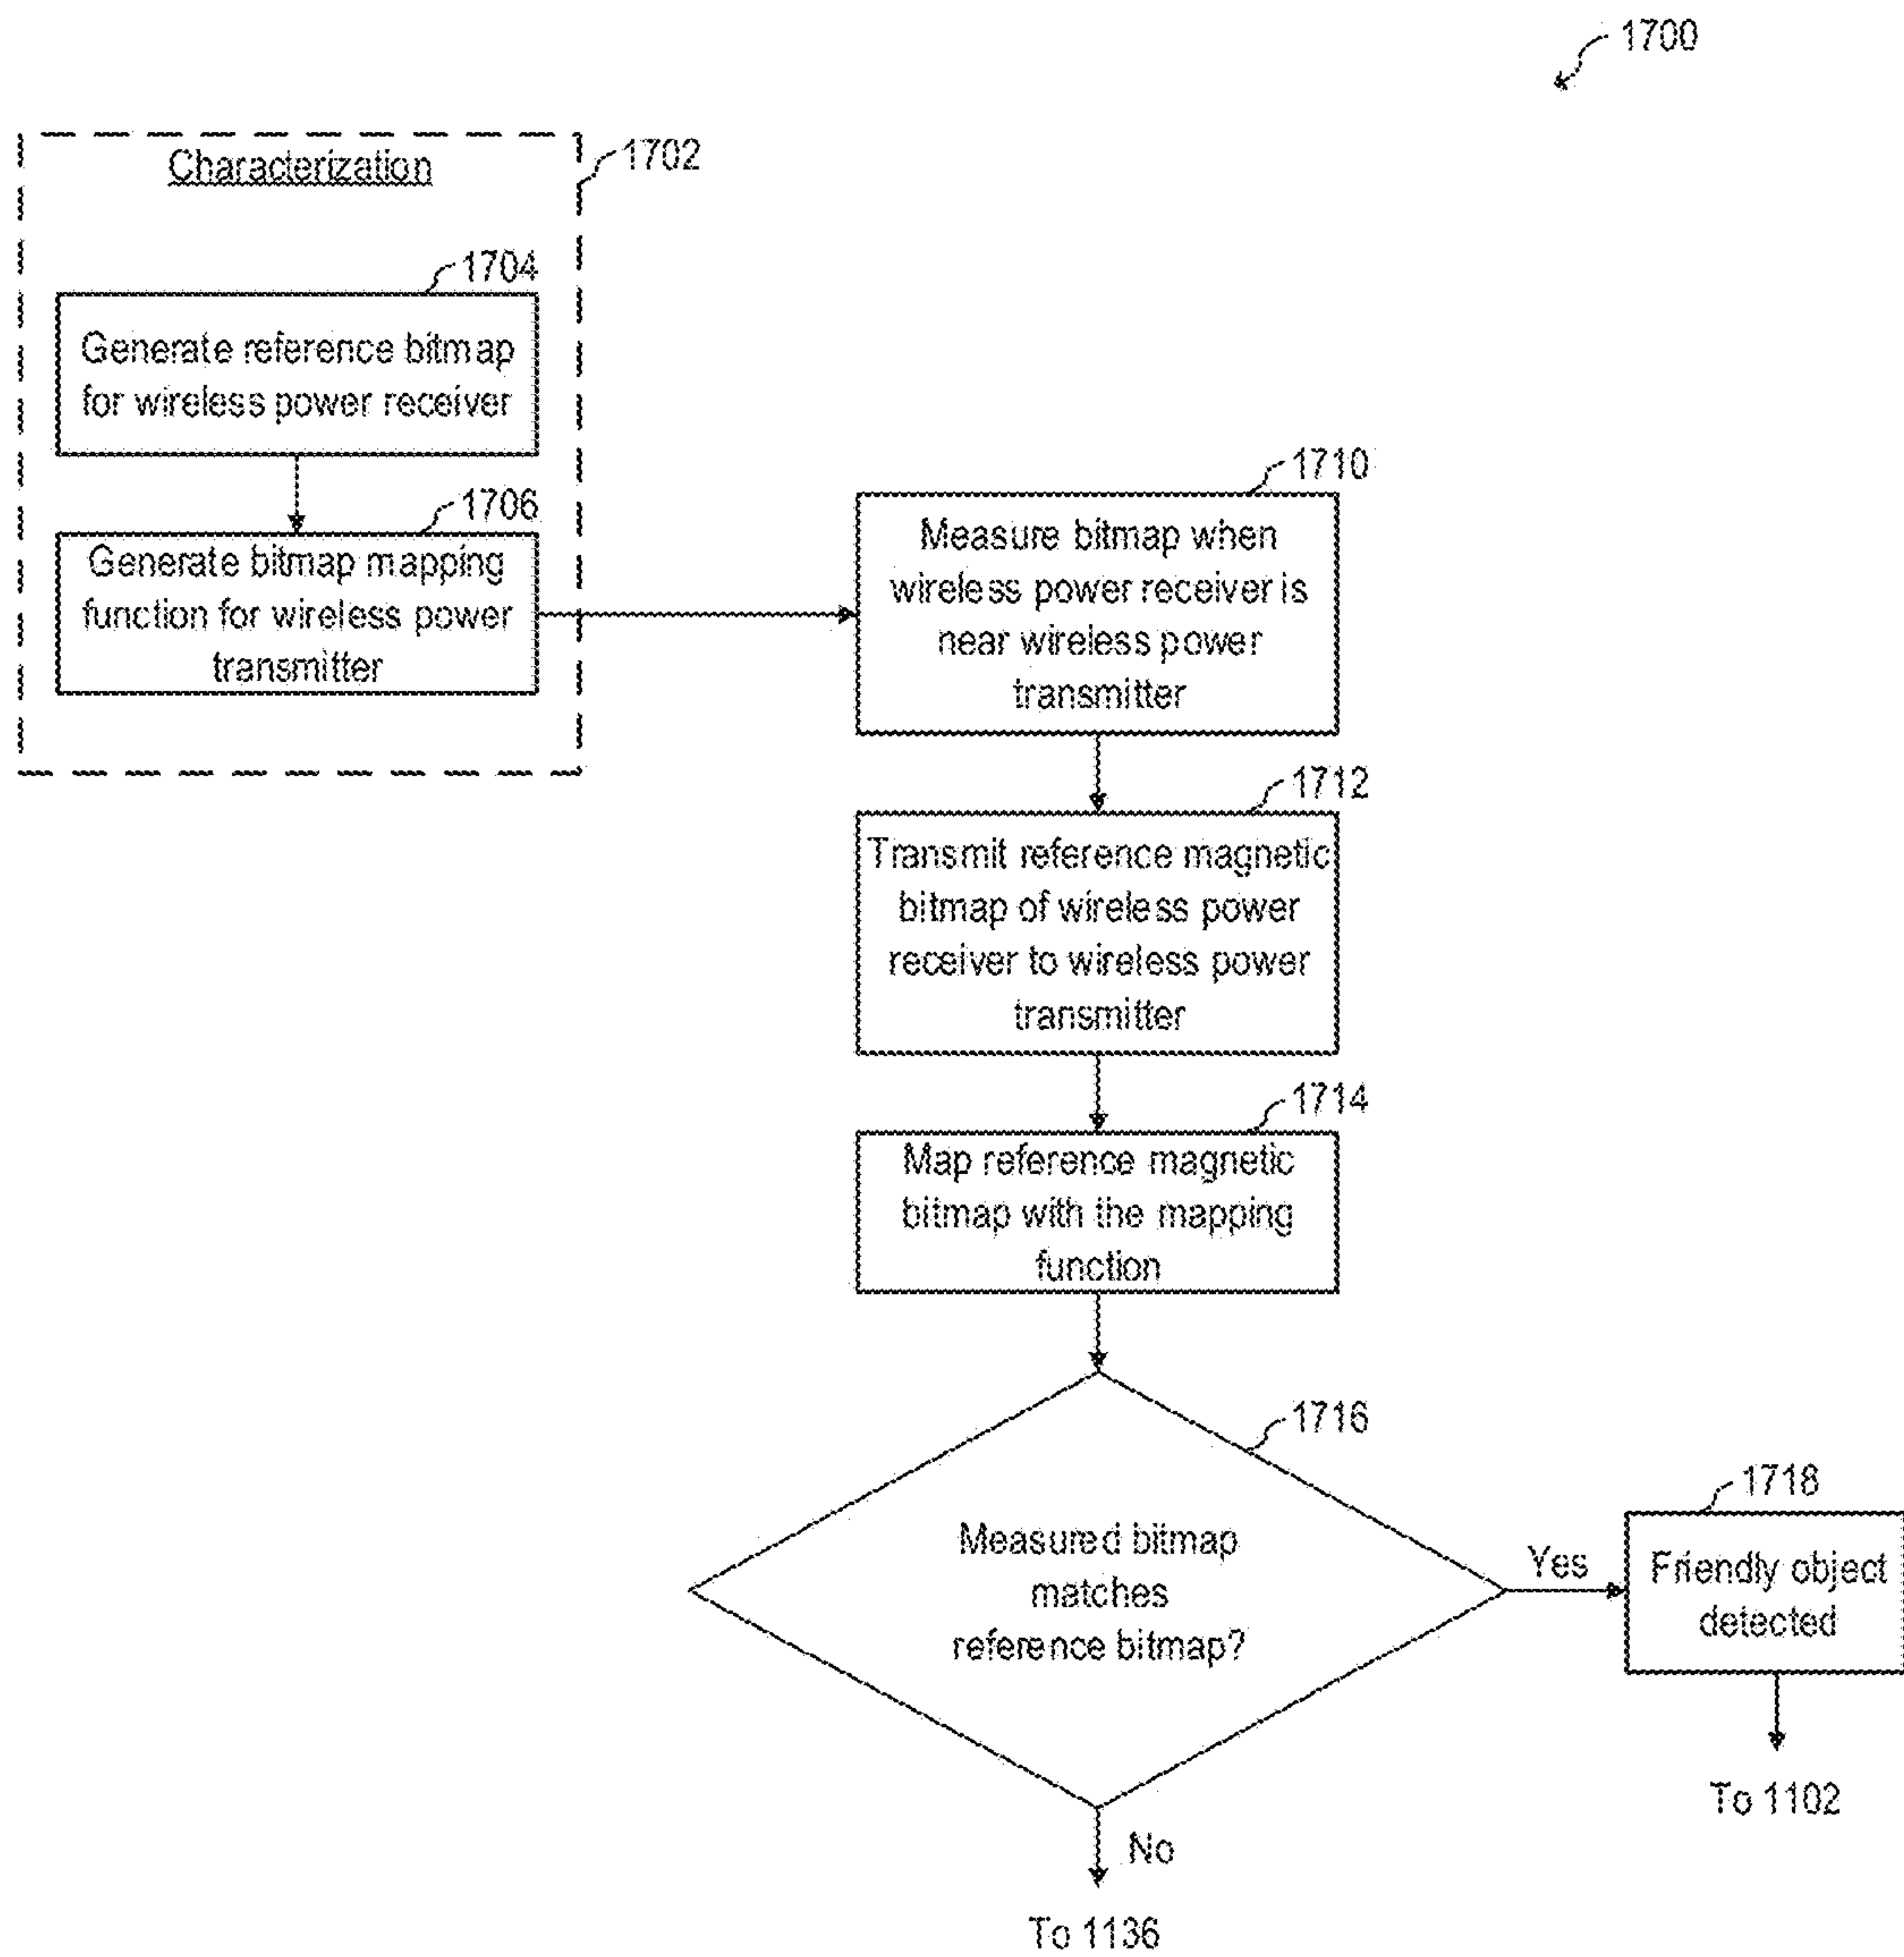 1700
Characterization
1702
1704
Generate reference bitmap
for wireless power receiver
1706
Generate bitmap mapping
function for wireless power
transmitter
1710
Measure bitmap when
wireless power receiver is
near wireless power
transmitter
1712
Transmit reference magnetic
bitmap of wireless power
receiver to wireless power
transmitter
1714
Map reference magnetic
bitmap with the mapping
function
1716
Measured bitmap
matches
reference bitmap?
Yes
1718
Friendly object
detected
To 1102
No
To 1136